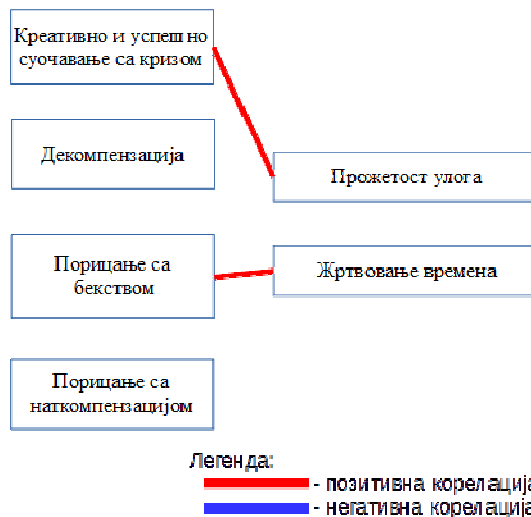 Креативно и успешно
суочавање са кризом
Декомпензација
Прожетост улога
Порицање са
бекством
Жртвовање времена
Порицање са
наткомпензацијом
Легенда:
- позитивна корелација
- негативна корелација